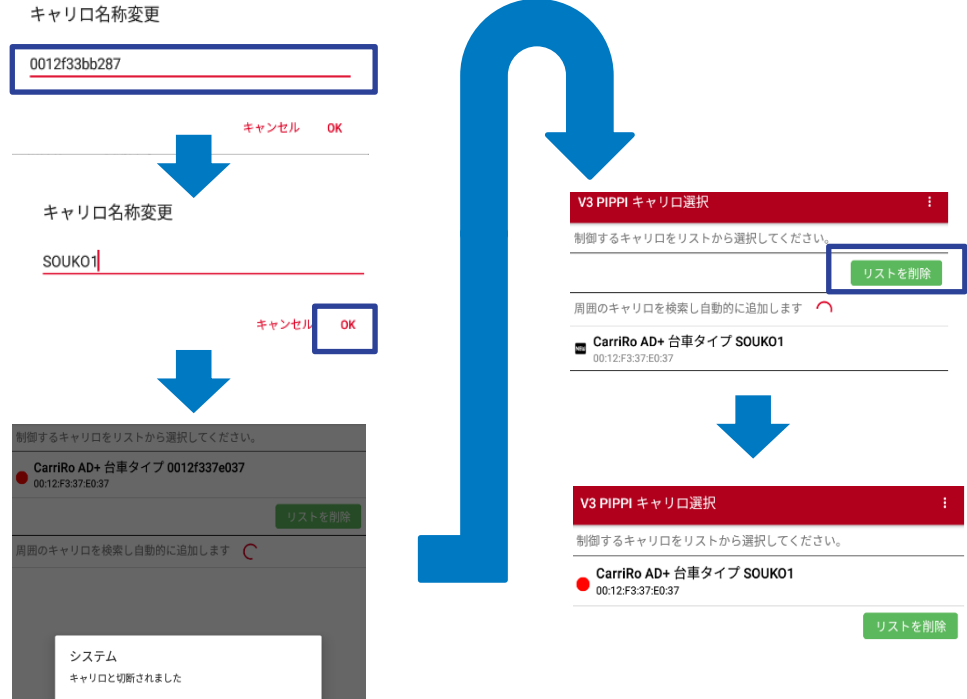 キャリロ名称変更
0012f33bb287
キャンセル OK
キャリロ名称変更
SOUKO1
キャンセル OK
制御するキャリロをリストから選択してください。
CarriRo AD+ 台車タイプ 0012f337e037
00:12:F3:37:E0:37
リストを削除
周囲のキャリロを検索し自動的に追加します
システム
キャリロと切断されました
V3 PIPPI キャリロ選択
制御するキャリロをリストから選択してください。
リストを削除
周囲のキャリロを検索し自動的に追加します
NEW CarriRo AD+ 台車タイプ SOUKO1
00:12:F3:37:E0:37
V3 PIPPI キャリロ選択
制御するキャリロをリストから選択してください。
CarriRo AD+ 台車タイプ SOUKO1
00:12:F3:37:E0:37
リストを削除